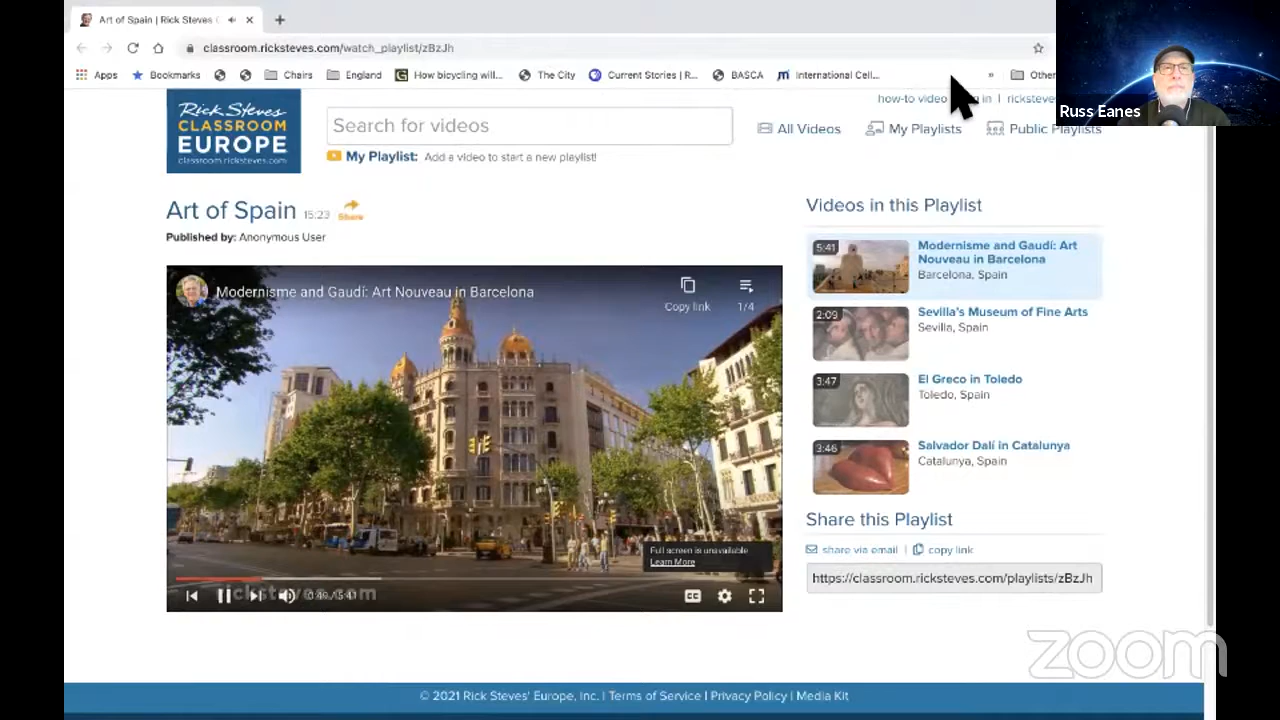 Art of Spain | Rick Steves
classroom.ricksteves.com/watch_playlist/zBzJh
Apps
Bookmarks
Chairs
England
How bicycling will...
The City
Current Stories | R...
BASCA
International Cell...
»
Other
Russ Eanes
Rick Steves
CLASSROOM
EUROPE
classroom.ricksteves.com
Search for videos
how-to video
in | ricksteve
All Videos
My Playlists
Public Playlists
My Playlist: Add a video to start a new playlist!
Art of Spain 15:23 Share
Published by: Anonymous User
Modernisme and Gaudí: Art Nouveau in Barcelona
Copy link
1/4
Full screen is unavailable
Learn More
0:49 / 5:41
CC
Videos in this Playlist
5:41
Modernisme and Gaudí: Art
Nouveau in Barcelona
Barcelona, Spain
2:09
Sevilla's Museum of Fine Arts
Sevilla, Spain
3:47
El Greco in Toledo
Toledo, Spain
3:46
Salvador Dalí in Catalunya
Catalunya, Spain
Share this Playlist
share via email | copy link
https://classroom.ricksteves.com/playlists/zBzJh
zoom
© 2021 Rick Steves' Europe, Inc. | Terms of Service | Privacy Policy | Media Kit